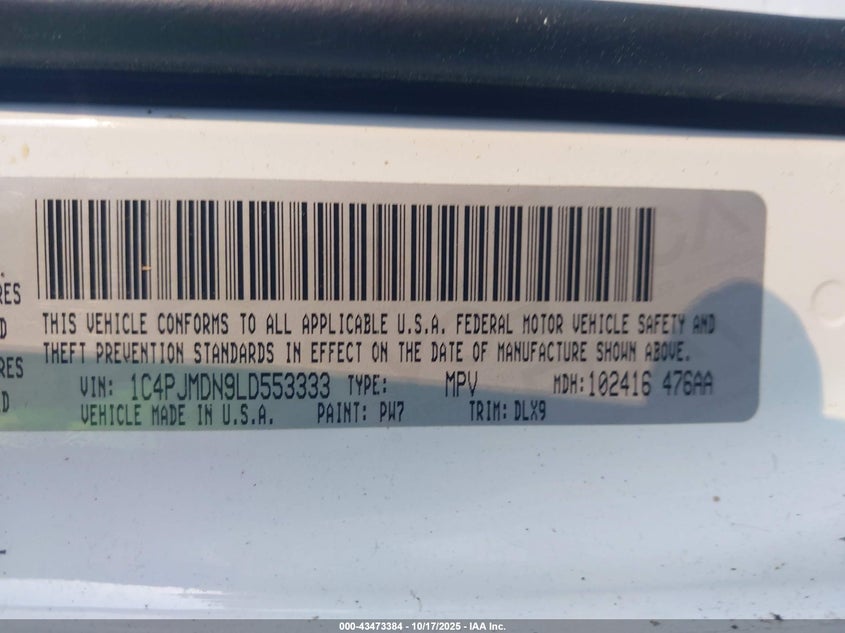 RES
THIS VEHICLE CONFORMS TO ALL APPLICABLE U.S.A. FEDERAL MOTOR VEHICLE SAFETY AND
THEFT PREVENTION STANDARDS IN EFFECT ON THE DATE OF MANUFACTURE SHOWN ABOVE.
RES
VIN: 1C4PJMDN9LD553333 TYPE: MPV MDH: 102416 476AA
VEHICLE MADE IN U.S.A. PAINT: PW7 TRIM: DLX9
000-43473384 | 10/17/2025 - IAA Inc.